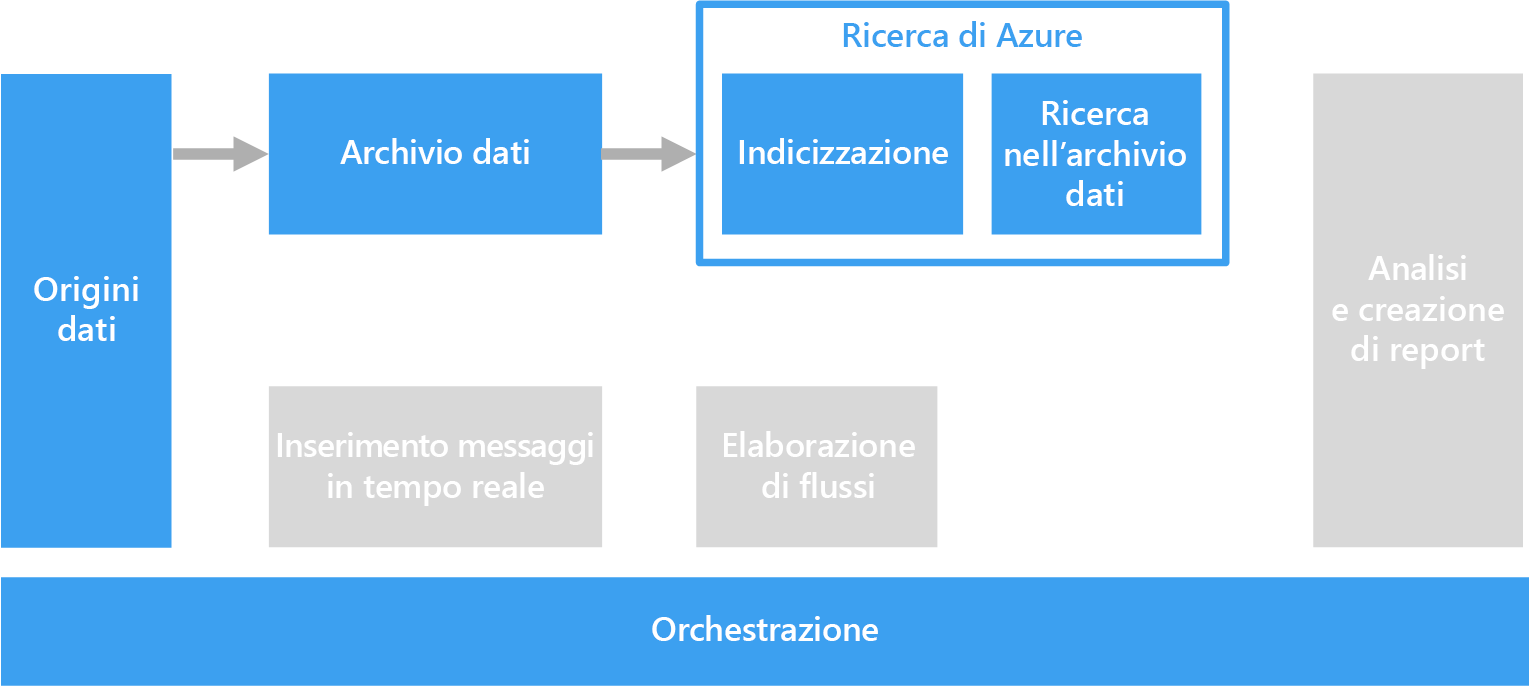 Ricerca di Azure
Origini
dati
Archivio dati
Indicizzazione
Ricerca
nell’archivio
dati
Analisi
e creazione
di report
Inserimento messaggi
in tempo reale
Elaborazione
di flussi
Orchestrazione